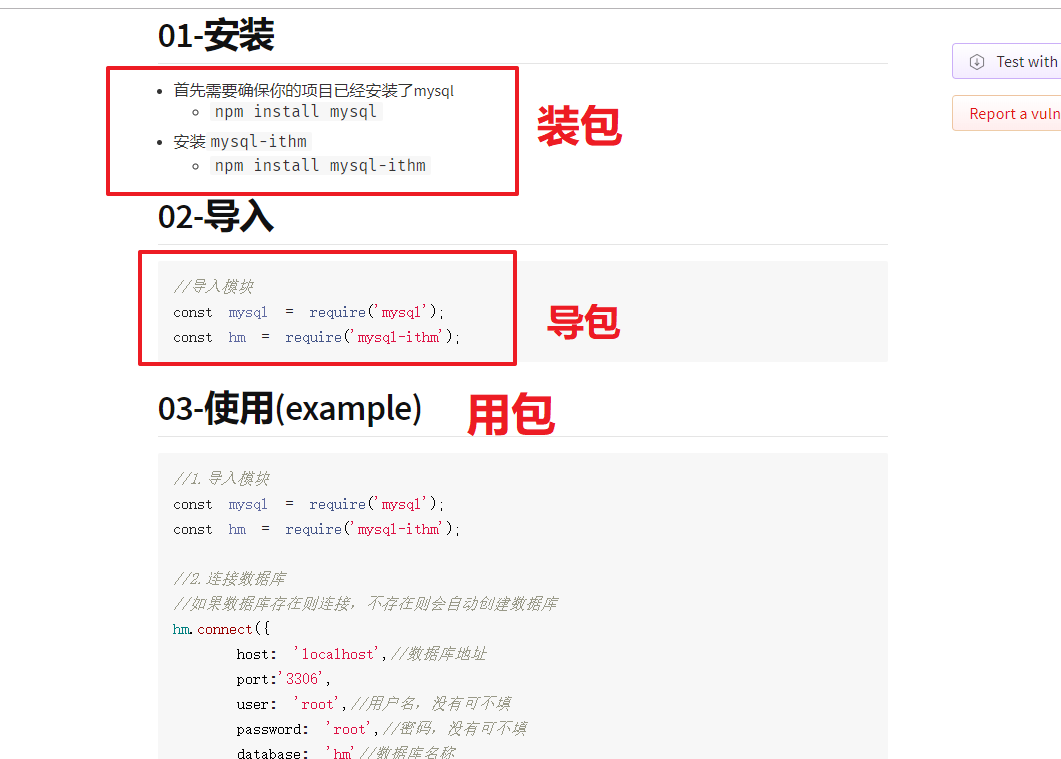 01-安装
首先需要确保你的项目已经安装了mysql
npm install mysql
安装 mysql-ithm
npm install mysql-ithm
装包
Test with
Report a vuln
02-导入
//导入模块
const mysql = require('mysql');
const hm = require('mysql-ithm');
导包
03-使用(example)
用包
//1.导入模块
const mysql = require('mysql');
const hm = require('mysql-ithm');
//2.连接数据库
//如果数据库存在则连接，不存在则会自动创建数据库
hm.connect({
host: 'localhost',//数据库地址
port:'3306',
user: 'root',//用户名，没有可不填
password: 'root',//密码，没有可不填
database: 'hm'//数据库名称